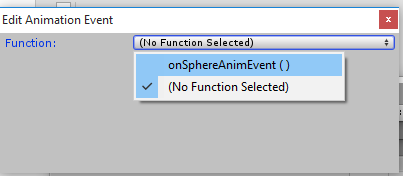 Edit Animation Event
Function: (No Function Selected)
onSphereAnimEvent ( )
(No Function Selected)